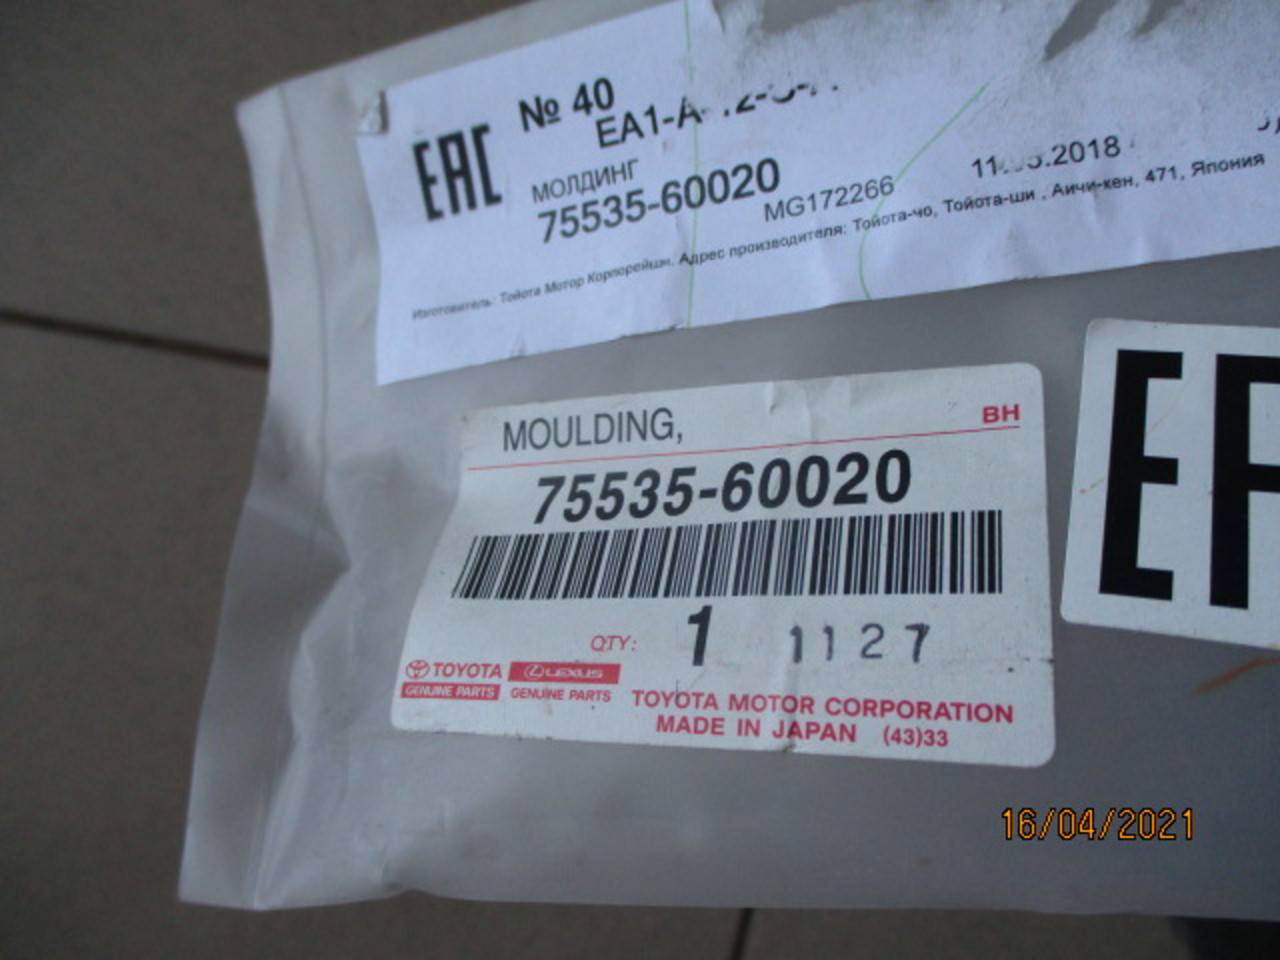 EAC
№ 40
МОЛДИНГ
75535-60020
MG172266
Изготовитель: Тойота Мотор Корпорейшн. Адрес производителя: Тойота-чо, Тойота-ши , Аичи-кен, 471, Япония
MOULDING,
BH
75535-60020
QTY: 1 1127
TOYOTA LEXUS
GENUINE PARTS GENUINE PARTS
TOYOTA MOTOR CORPORATION
MADE IN JAPAN (43)33
16/04/2021